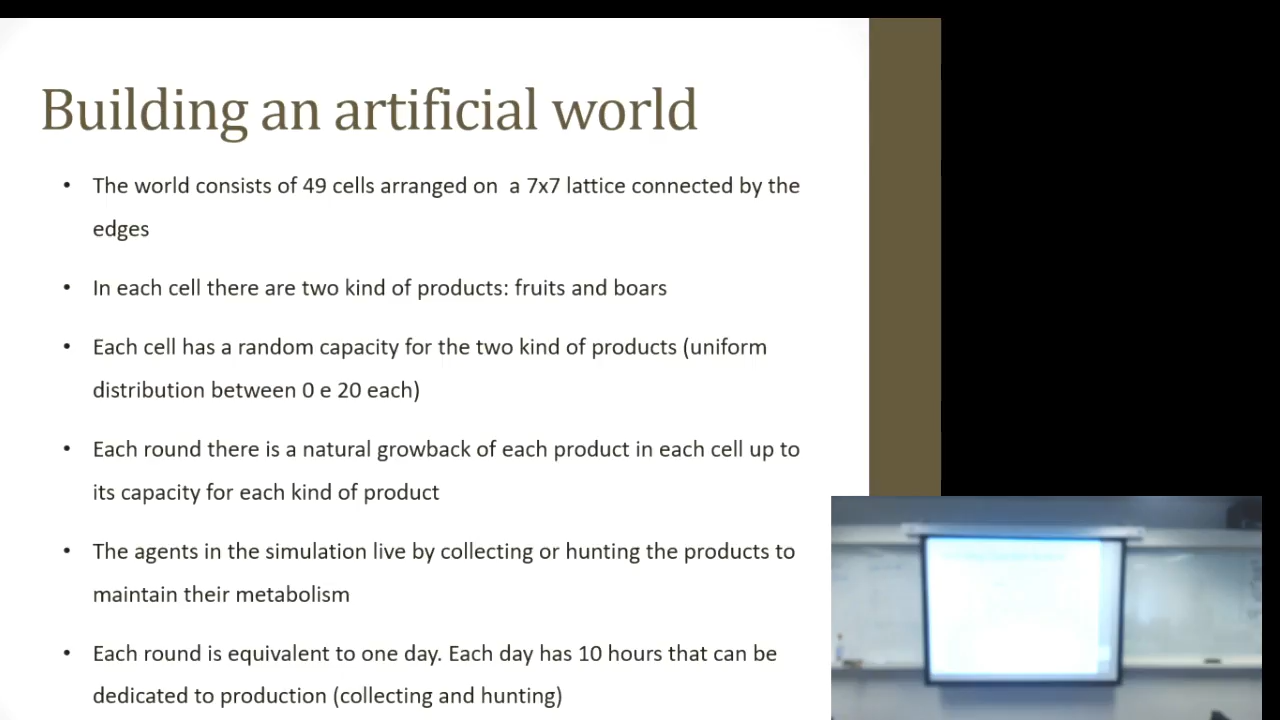 Building an artificial world
• The world consists of 49 cells arranged on  a 7x7 lattice connected by the
edges
• In each cell there are two kind of products: fruits and boars
• Each cell has a random capacity for the two kind of products (uniform
distribution between 0 e 20 each)
• Each round there is a natural growback of each product in each cell up to
its capacity for each kind of product
• The agents in the simulation live by collecting or hunting the products to
maintain their metabolism
• Each round is equivalent to one day. Each day has 10 hours that can be
dedicated to production (collecting and hunting)